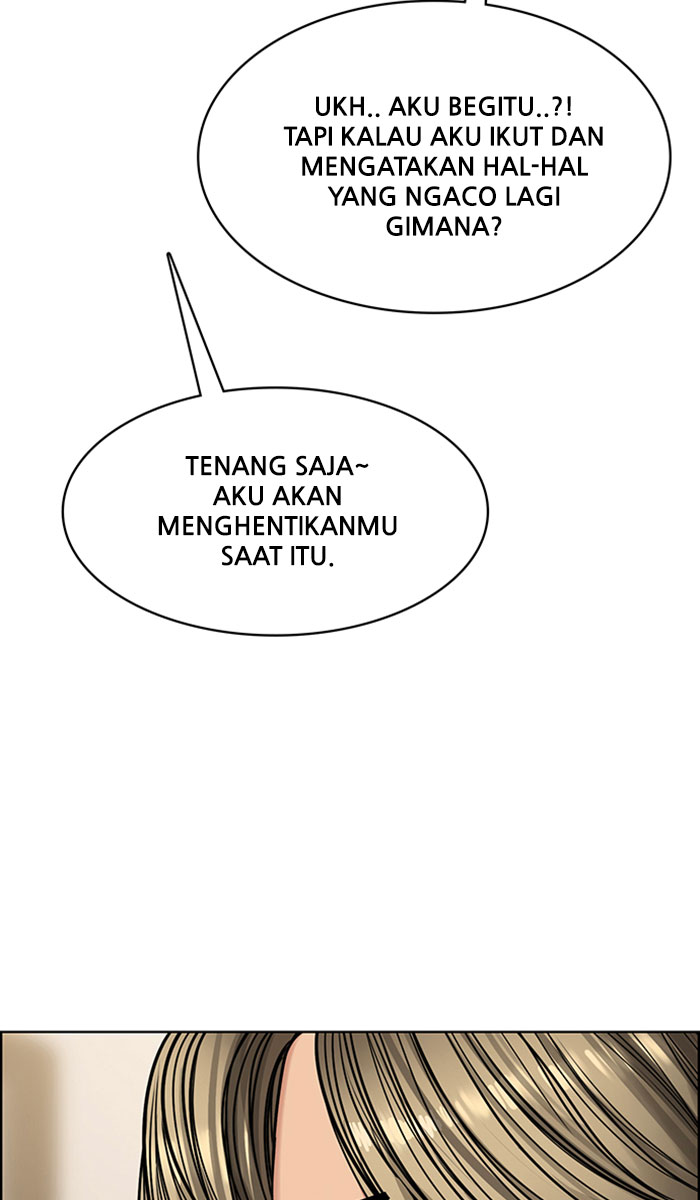 UKH.. AKU BEGITU..?!
TAPI KALAU AKU IKUT DAN
MENGATAKAN HAL-HAL
YANG NGACO LAGI
GIMANA?
TENANG SAJA~
AKU AKAN
MENGHENTIKANMU
SAAT ITU.